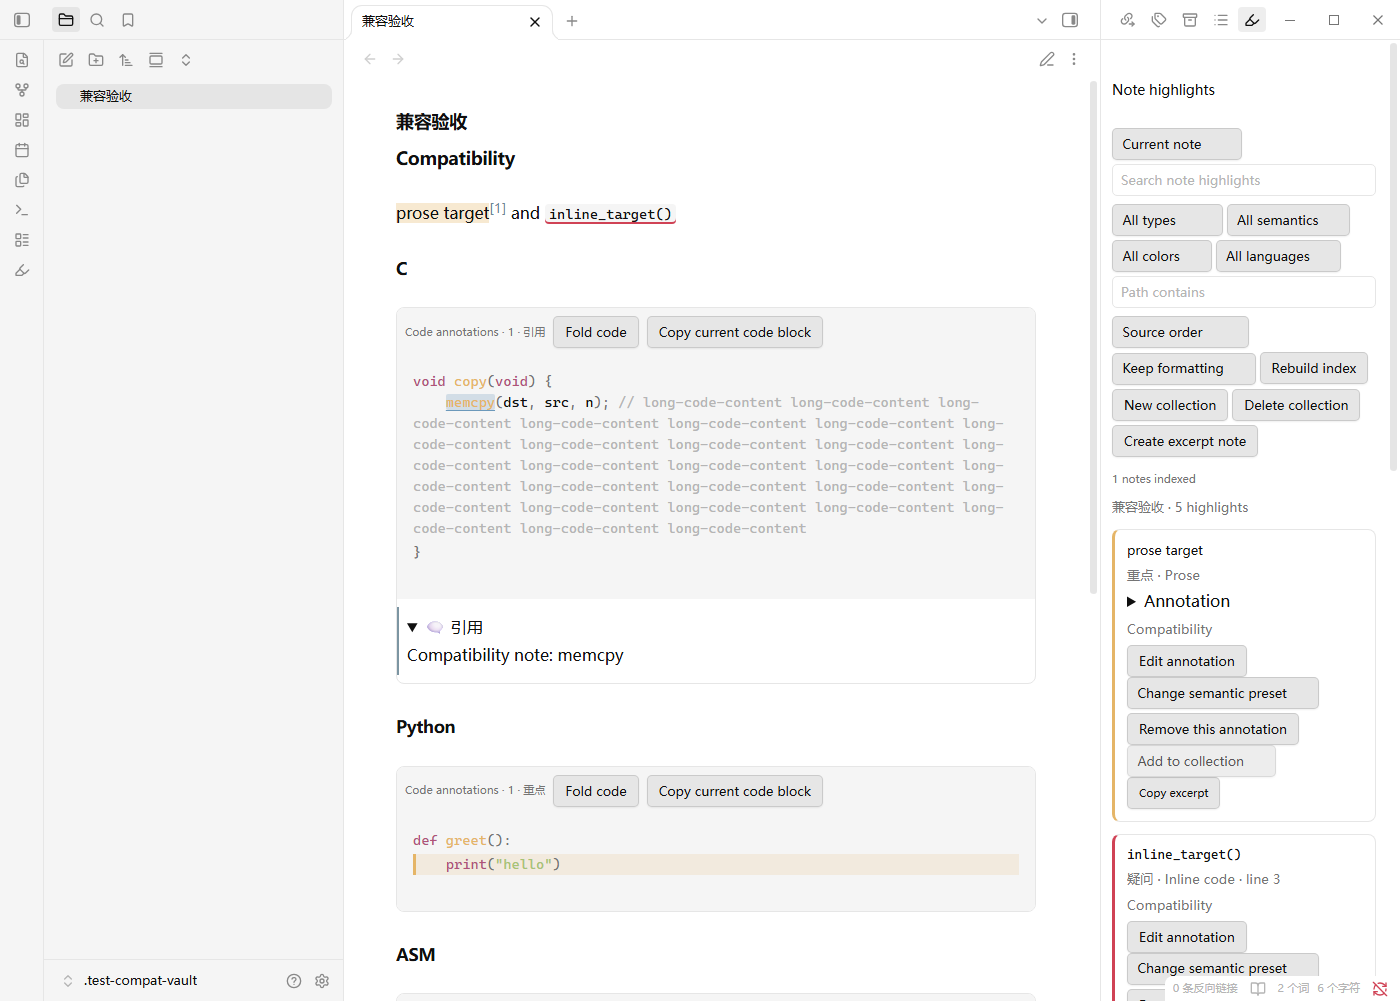 兼容验收
兼容验收
.test-compat-vault
兼容验收
Compatibility
prose target[1] and inline_target()
C
Code annotations · 1 · 引用
Fold code
Copy current code block
void copy(void) {
memcpy(dst, src, n); // long-code-content long-code-content long-
code-content long-code-content long-code-content long-code-content long-
code-content long-code-content long-code-content long-code-content long-
code-content long-code-content long-code-content long-code-content long-
code-content long-code-content long-code-content long-code-content long-
code-content long-code-content long-code-content long-code-content long-
code-content long-code-content long-code-content
}
引用
Compatibility note: memcpy
Python
Code annotations · 1 · 重点
Fold code
Copy current code block
def greet():
print("hello")
ASM
Note highlights
Current note
Search note highlights
All types
All semantics
All colors
All languages
Path contains
Source order
Keep formatting
Rebuild index
New collection
Delete collection
Create excerpt note
1 notes indexed
兼容验收 · 5 highlights
prose target
重点 · Prose
Annotation
Compatibility
Edit annotation
Change semantic preset
Remove this annotation
Add to collection
Copy excerpt
inline_target()
疑问 · Inline code · line 3
Compatibility
Edit annotation
Change semantic preset
0 条反向链接
2 个词
6 个字符